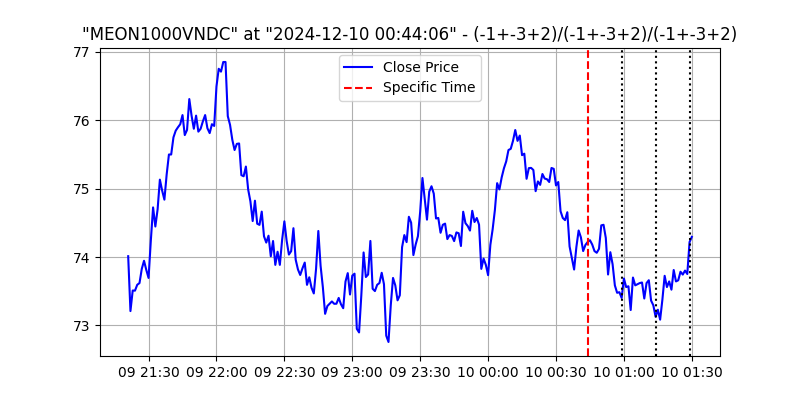 "MEON1000VNDC" at "2024-12-10 00:44:06" - (-1+-3+2)/(-1+-3+2)/(-1+-3+2)
Close Price
Specific Time
77
76
75
74
73
09 21:30 09 22:00 09 22:30 09 23:00 09 23:30 10 00:00 10 00:30 10 01:00 10 01:30